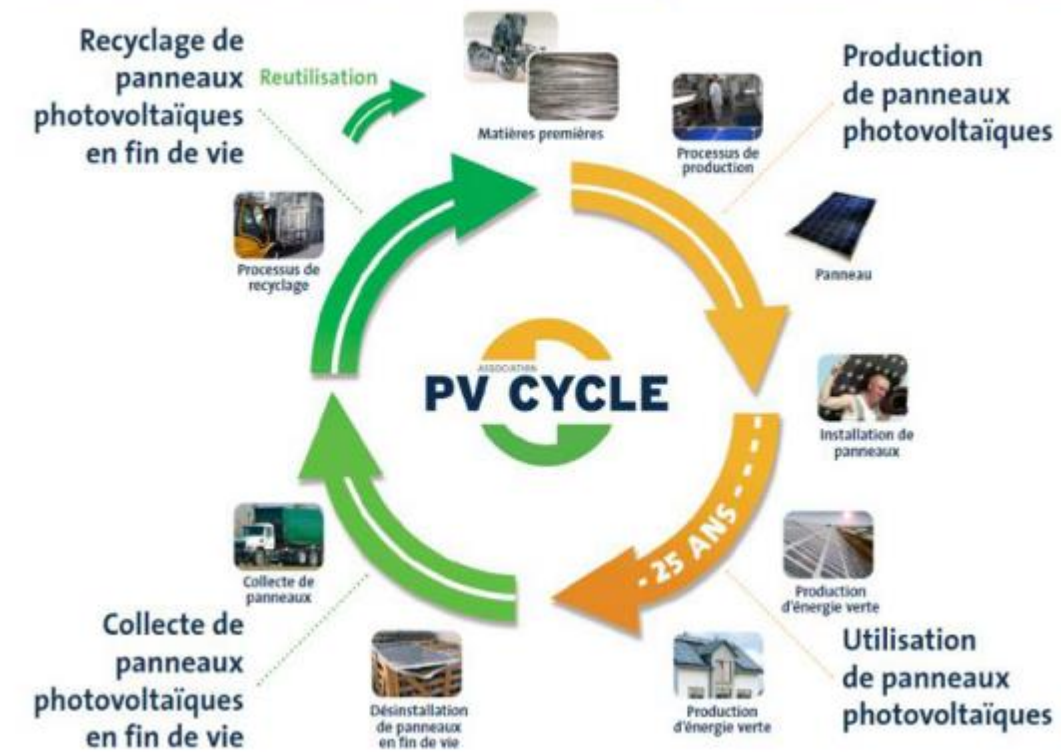 Recyclage de
panneaux
photovoltaïques
en fin de vie
Reutilisation
Matières premières
Processus de
production
Production
de panneaux
photovoltaïques
Processus de
recyclage
Panneau
ASSOCIATION
PV CYCLE
Installation de
panneaux
- 25 ANS - - -
Collecte de
panneaux
Production
d'énergie verte
Collecte de
panneaux
photovoltaïques
en fin de vie
Désinstallation
de panneaux
en fin de vie
Production
d'énergie verte
Utilisation
de panneaux
photovoltaïques